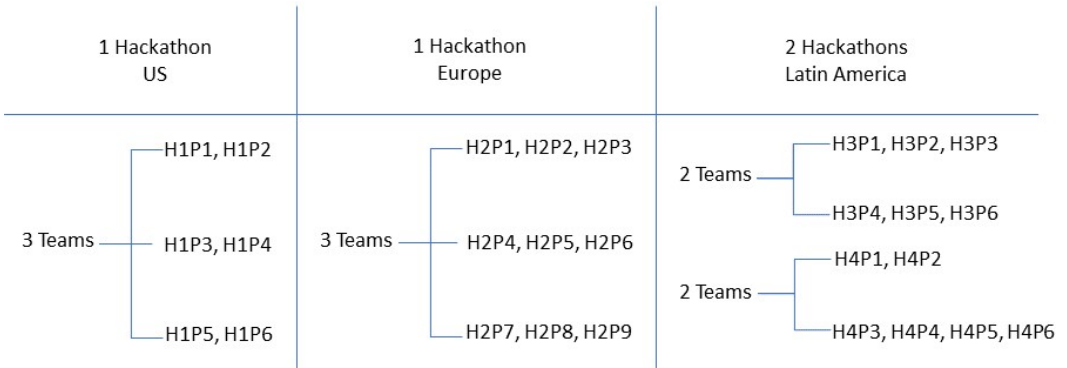 1 Hackathon
US
3 Teams
H1P1, H1P2
H1P3, H1P4
H1P5, H1P6
1 Hackathon
Europe
3 Teams
H2P1, H2P2, H2P3
H2P4, H2P5, H2P6
H2P7, H2P8, H2P9
2 Hackathons
Latin America
2 Teams
H3P1, H3P2, H3P3
H3P4, H3P5, H3P6
2 Teams
H4P1, H4P2
H4P3, H4P4, H4P5, H4P6